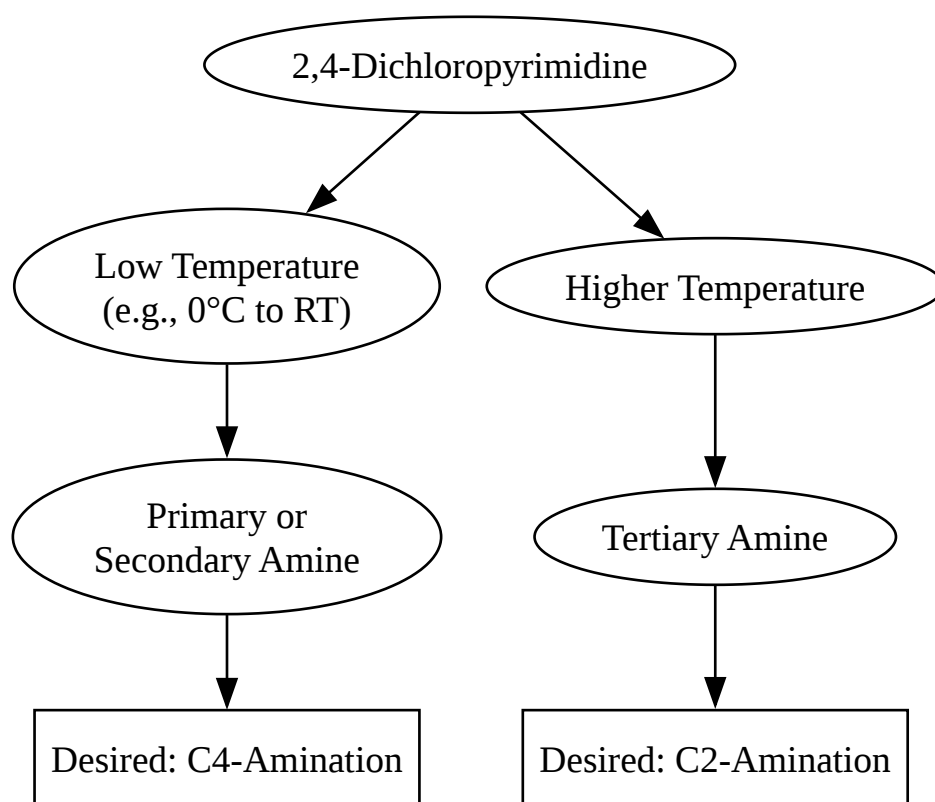 2,4-Dichloropyrimidine
Low Temperature
(e.g., 0°C to RT)
Higher Temperature
Primary or
Secondary Amine
Tertiary Amine
Desired: C4-Amination
Desired: C2-Amination